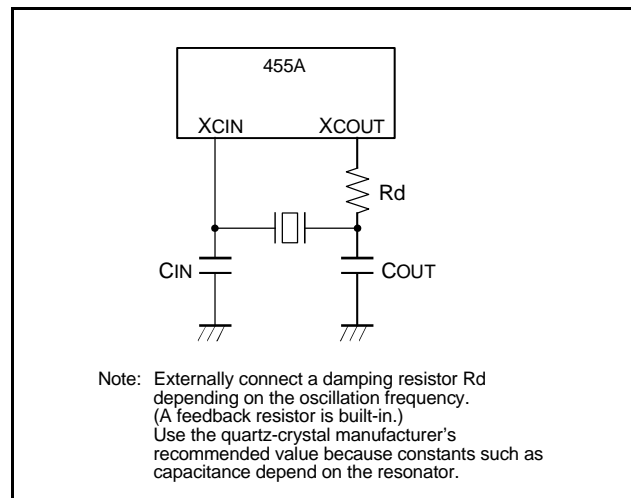 455A
XCIN XCOUT
Rd
CIN COUT
Note: Externally connect a damping resistor Rd
depending on the oscillation frequency.
(A feedback resistor is built-in.)
Use the quartz-crystal manufacturer's
recommended value because constants such as
capacitance depend on the resonator.